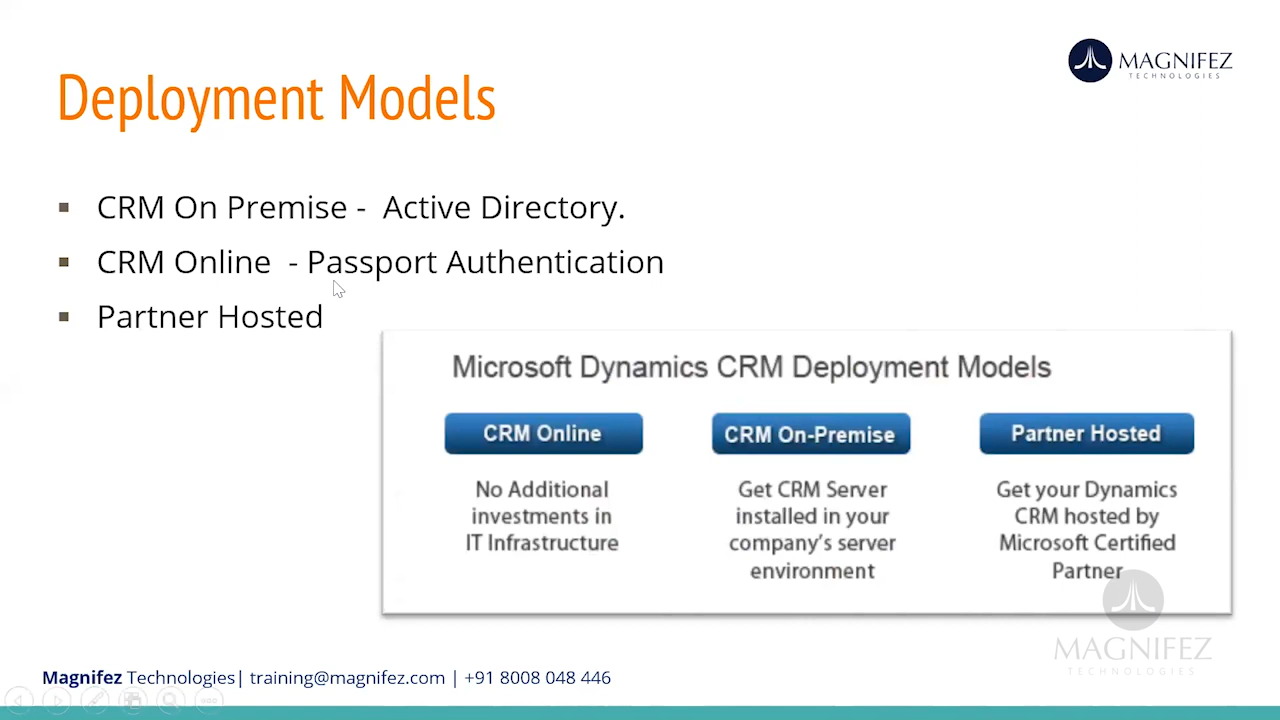 MAGNIFEZ
TECHNOLOGIES
Deployment Models
CRM On Premise - Active Directory.
CRM Online - Passport Authentication
Partner Hosted
Microsoft Dynamics CRM Deployment Models
CRM Online
No Additional
investments in
IT Infrastructure
CRM On-Premise
Get CRM Server
installed in your
company's server
environment
Partner Hosted
Get your Dynamics
CRM hosted by
Microsoft Certified
Partner
MAGNIFEZ
TECHNOLOGIES
Magnifez Technologies| training@magnifez.com | +91 8008 048 446